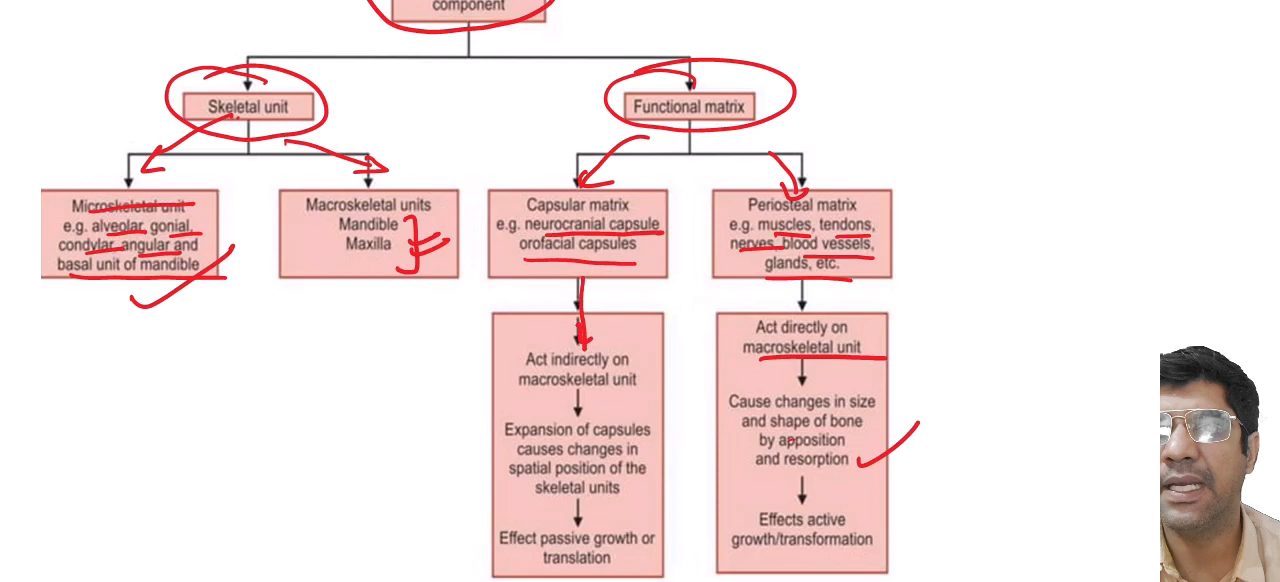 component
Skeletal unit
Functional matrix
Microskeletal unit
e.g. alveolar, gonial,
condylar, angular and
basal unit of mandible
Macroskeletal units
Mandible
Maxilla
Capsular matrix
e.g. neurocranial capsule
orofacial capsules
Periosteal matrix
e.g. muscles, tendons,
nerves, blood vessels,
glands, etc.
Act indirectly on
macroskeletal unit
Expansion of capsules
causes changes in
spatial position of the
skeletal units
Effect passive growth or
translation
Act directly on
macroskeletal unit
Cause changes in size
and shape of bone
by apposition
and resorption
Effects active
growth/transformation